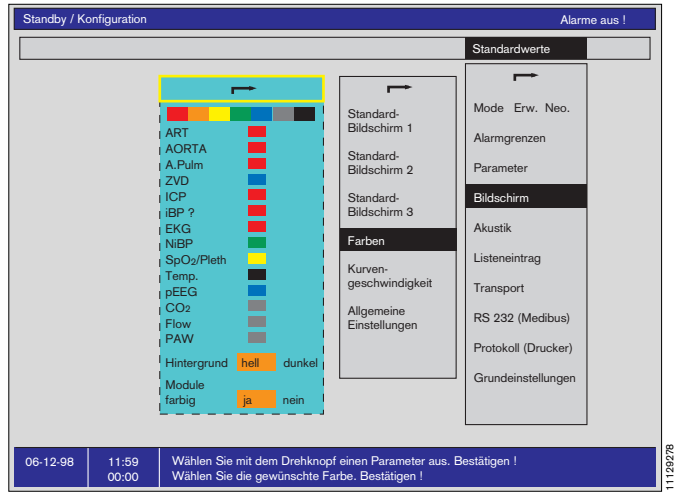 Standby / Konfiguration
Alarme aus !
Standardwerte
ART
AORTA
A.Pulm
ZVD
ICP
iBP ?
EKG
NiBP
SpO2/Pleth
Temp.
pEEG
CO2
Flow
PAW
Hintergrund hell dunkel
Module
farbig ja nein
Standard-
Bildschirm 1
Standard-
Bildschirm 2
Standard-
Bildschirm 3
Farben
Kurven-
geschwindigkeit
Allgemeine
Einstellungen
Mode Erw. Neo.
Alarmgrenzen
Parameter
Bildschirm
Akustik
Listeneintrag
Transport
RS 232 (Medibus)
Protokoll (Drucker)
Grundeinstellungen
06-12-98
11:59
00:00
Wählen Sie mit dem Drehknopf einen Parameter aus. Bestätigen !
Wählen Sie die gewünschte Farbe. Bestätigen !
11129278